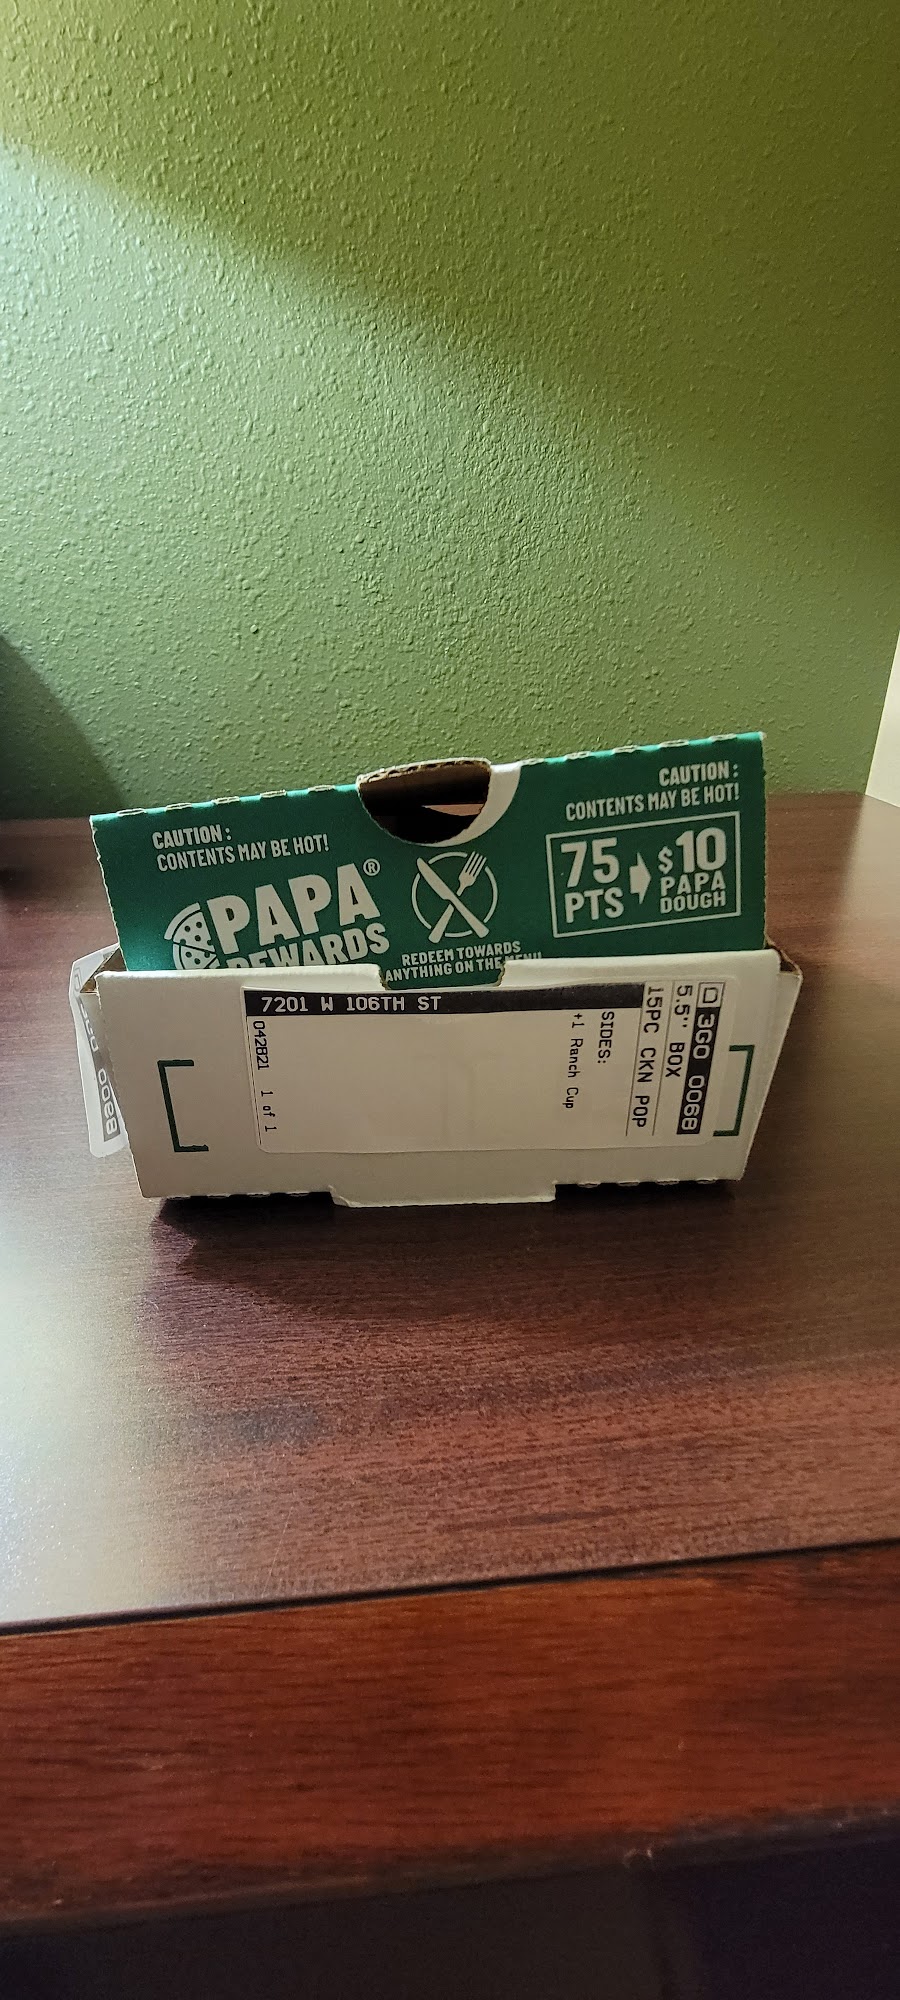 CAUTION:
CONTENTS MAY BE HOT!
PAPA®
REWARDS
REDEEM TOWARDS
ANYTHING ON THE MENU
CAUTION:
CONTENTS MAY BE HOT!
75 PTS
$10 PAPA DOUGH
7201 W 106TH ST
D 3GO 0068
5.5" BOX
15PC CKN POP
SIDES:
+1 Ranch Cup
042821 1 of 1
0068